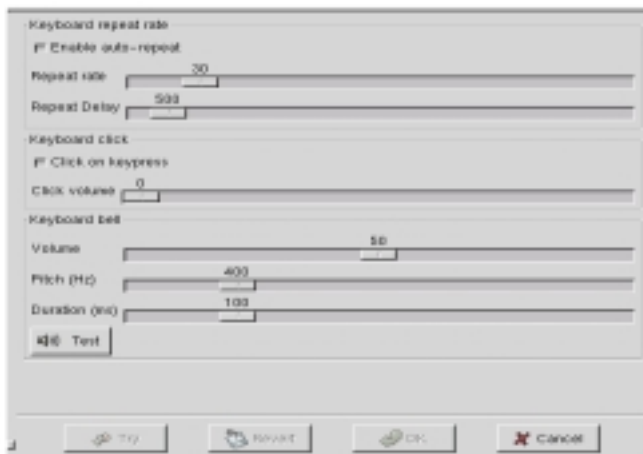 Keyboard repeat rate
Enable auto-repeat
30
Repeat rate
500
Repeat Delay
Keyboard click
Click on keypress
0
Click volume
Keyboard bell
50
Volume
400
Pitch (Hz)
100
Duration (ms)
Test
Try Revert OK Cancel